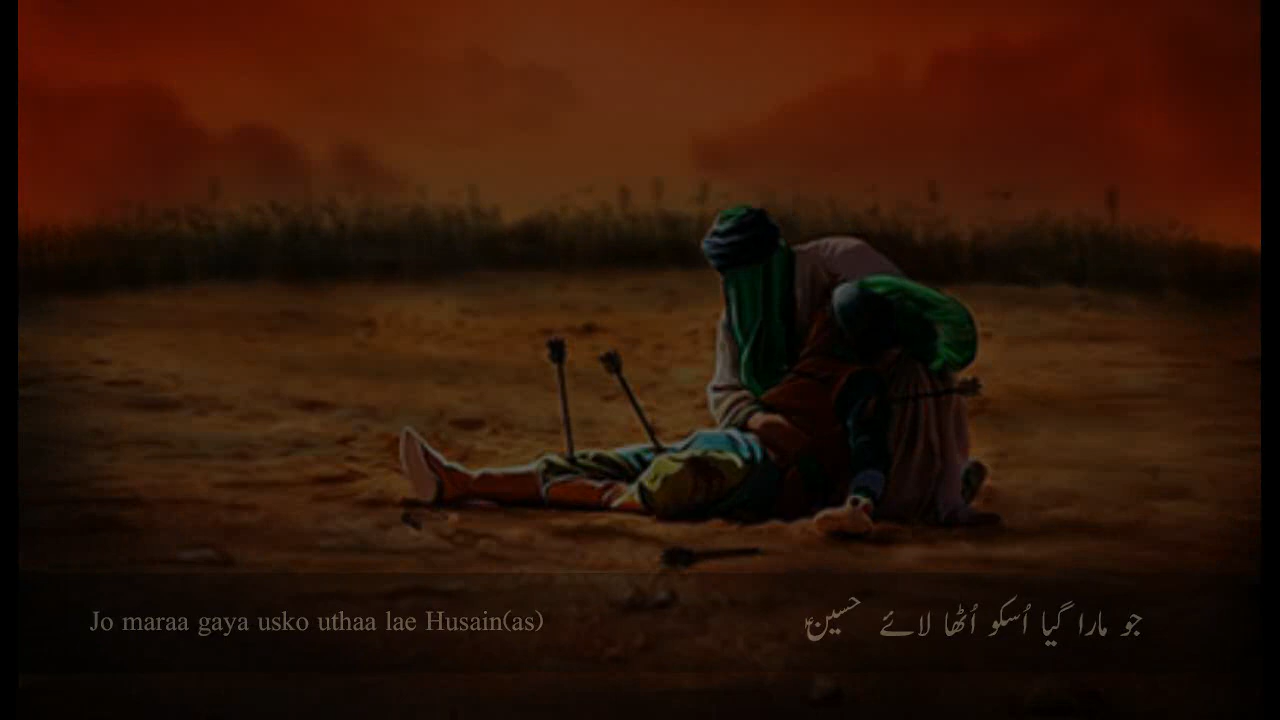 Jo maraa gaya usko uthaa lae Husain(as)
جو مارا گیا اُسکو اُٹھا لائے حسینؑ